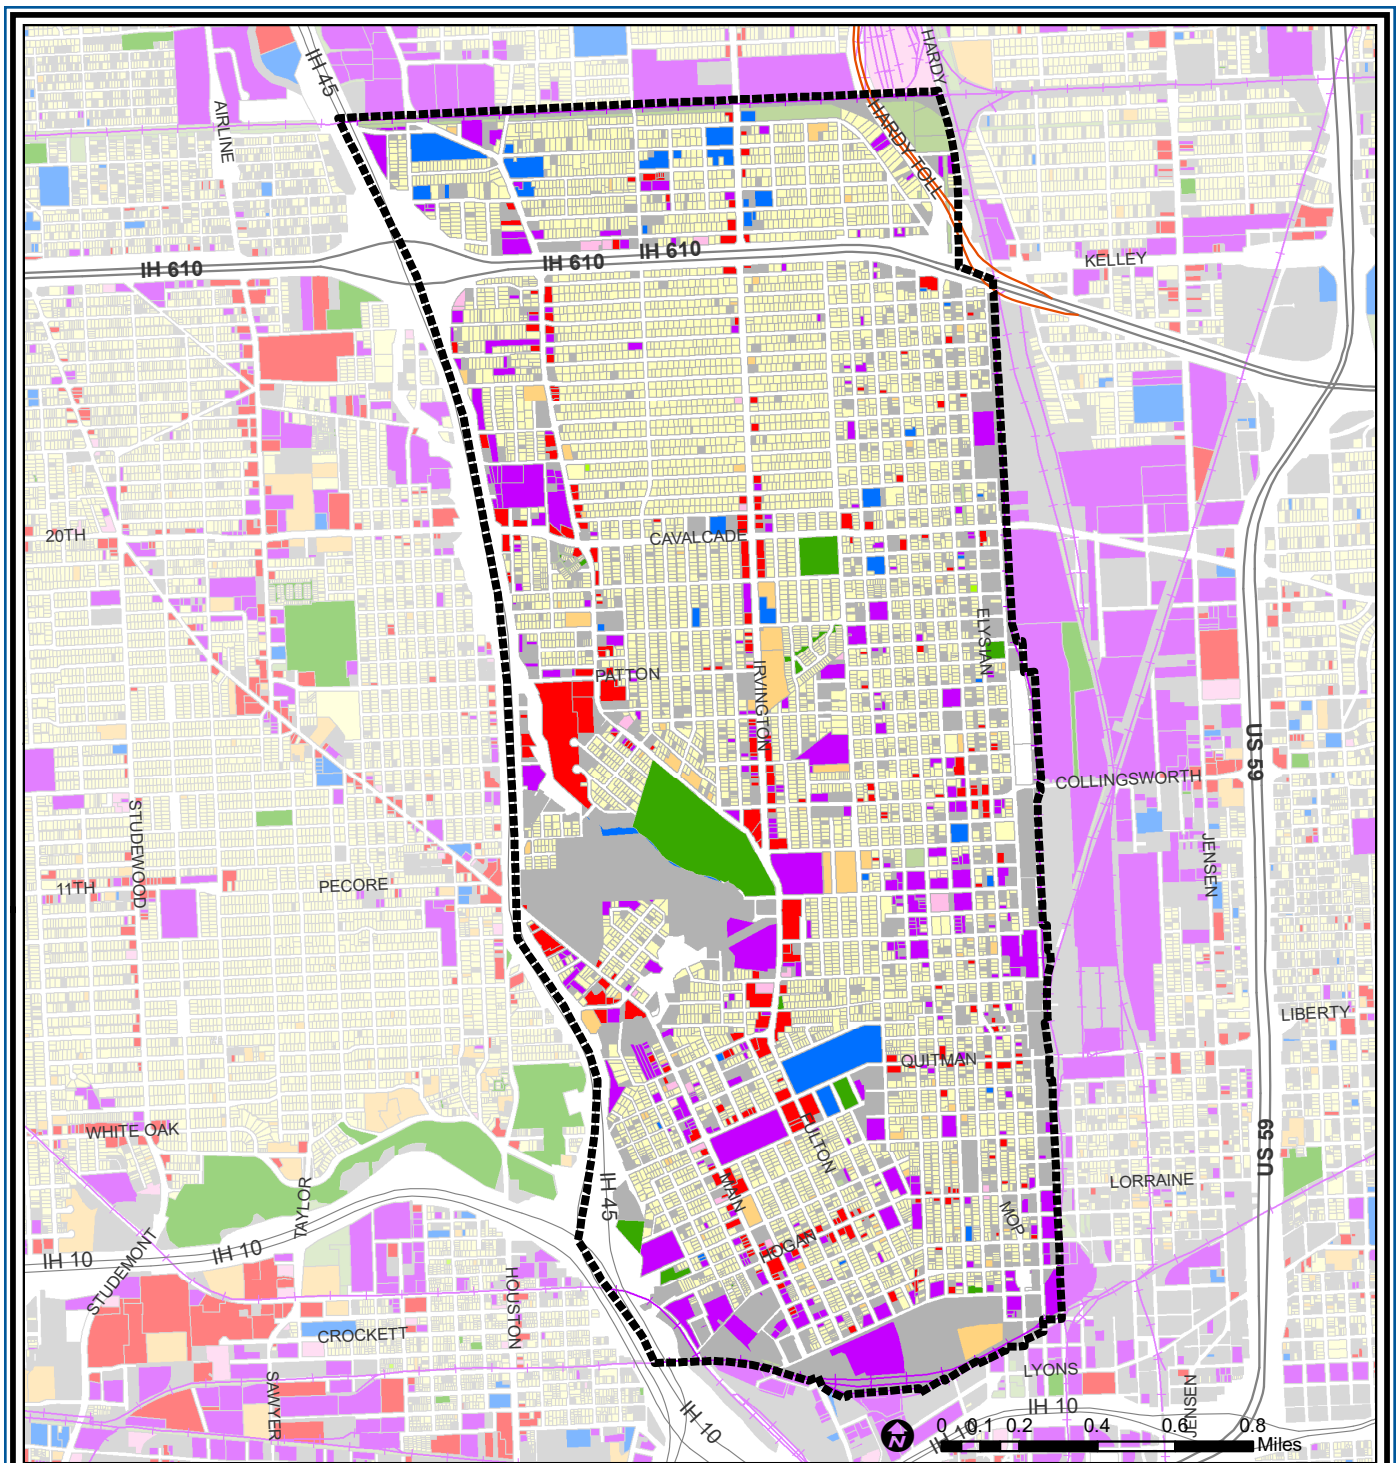 IH 45
HARDY
AIRLINE
HARDY TOLL
IH 610
IH 610
IH 610
KELLEY
20TH
CAVALCADE
ELYSIAN
PATTON
IRVINGTON
US 59
COLLINGSWORTH
STUDEWOOD
JENSEN
11TH
PECORE
LIBERTY
QUITMAN
WHITE OAK
FULTON
US 59
IH 45
MAIN
LORRAINE
TAYLOR
MOP
HOGAN
IH 10
IH 10
STUDEMONT
HOUSTON
CROCKETT
LYONS
SAWYER
JENSEN
IH 10
IH 10
IH 10
N
0 0.1 0.2 0.4 0.6 0.8
Miles